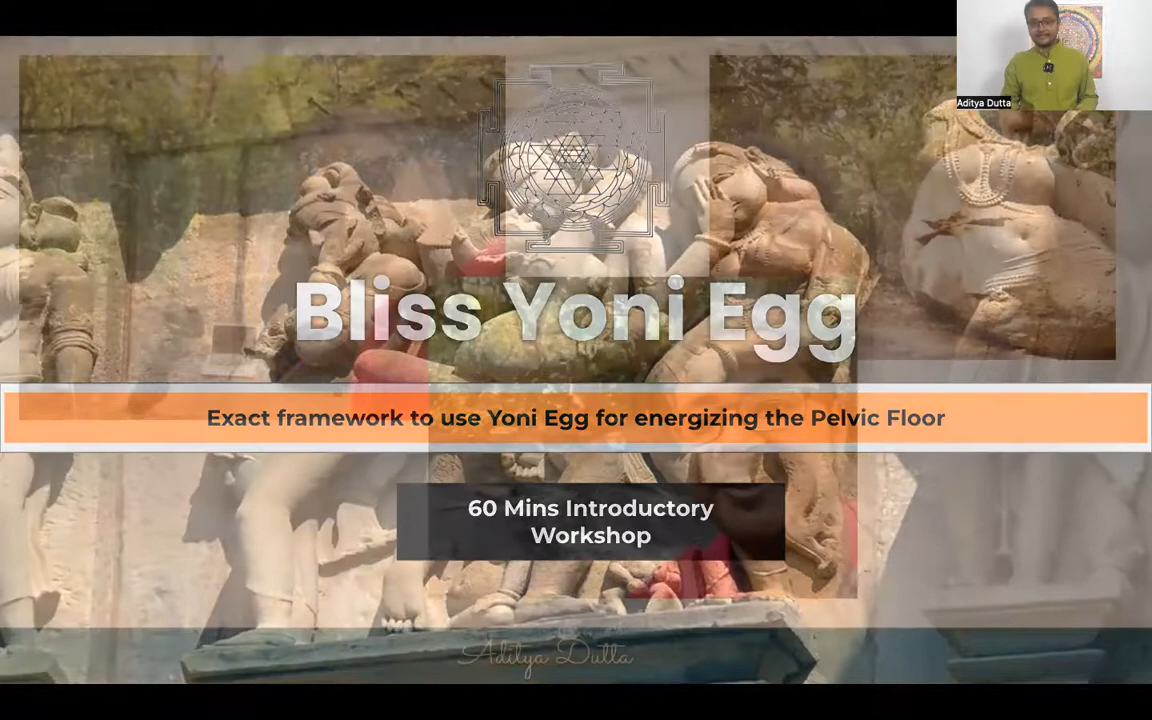 Aditya Dutta
Bliss Yoni Egg
Exact framework to use Yoni Egg for energizing the Pelvic Floor
60 Mins Introductory
Workshop
Aditya Dutta